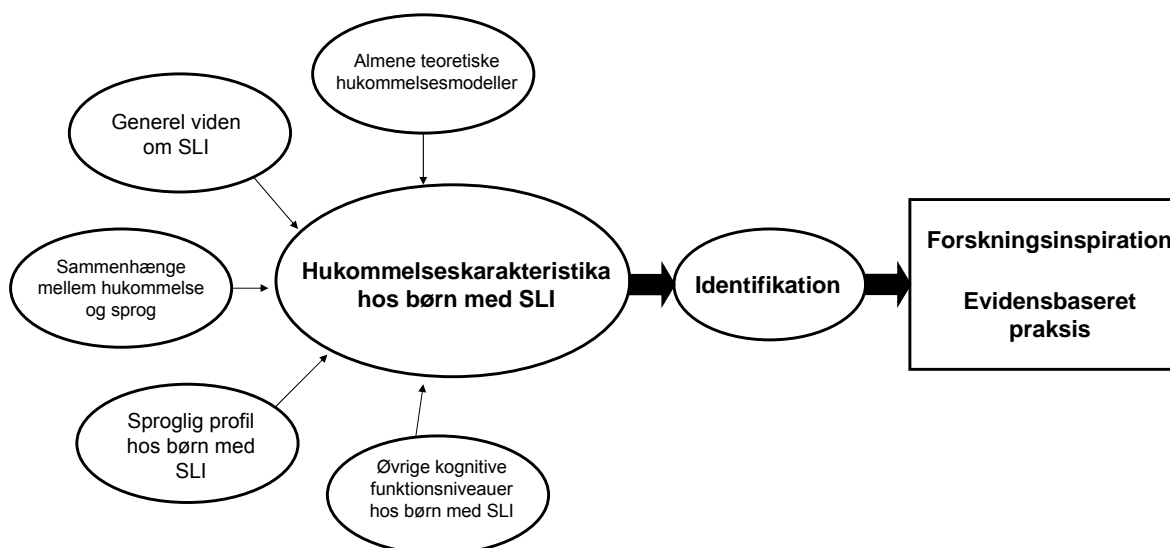 Almene teoretiske
hukommelsesmodeller
Generel viden
om SLI
Sammenhænge
mellem hukommelse
og sprog
Hukommelseskarakteristika
hos børn med SLI
Identifikation
Forskningsinspiration
Evidensbaseret
praksis
Sproglig profil
hos børn med
SLI
Øvrige kognitive
funktionsniveauer
hos børn med SLI